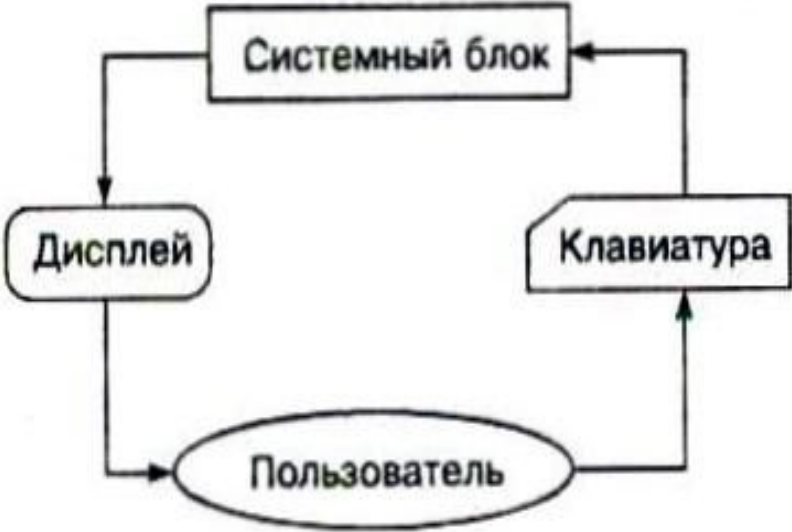 Системный блок
Дисплей
Клавиатура
Пользователь